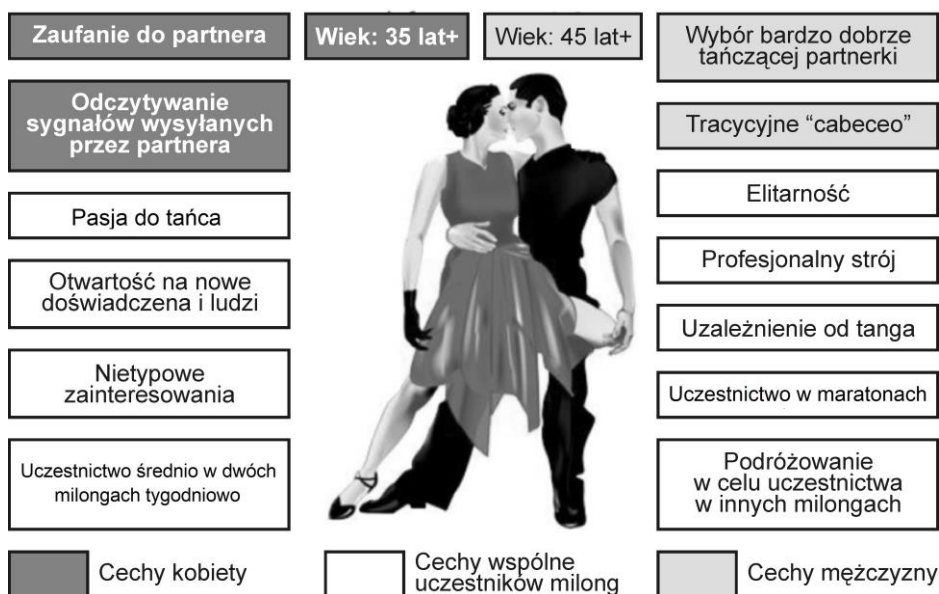 Zaufanie do partnera
Wiek: 35 lat+
Wiek: 45 lat+
Wybór bardzo dobrze
tańczącej partnerki
Odczytywanie
sygnałów wysyłanych
przez partnera
Tracycyjne “cabeceo”
Pasja do tańca
Elitarność
Otwartość na nowe
doświadczena i ludzi
Profesjonalny strój
Uzależnienie od tanga
Nietypowe
zainteresowania
Uczestnictwo w maratonach
Uczestnictwo średnio w dwóch
milongach tygodniowo
Podróżowanie
w celu uczestnictwa
w innych milongach
Cechy kobiety
Cechy wspólne
uczestników milong
Cechy mężczyzny